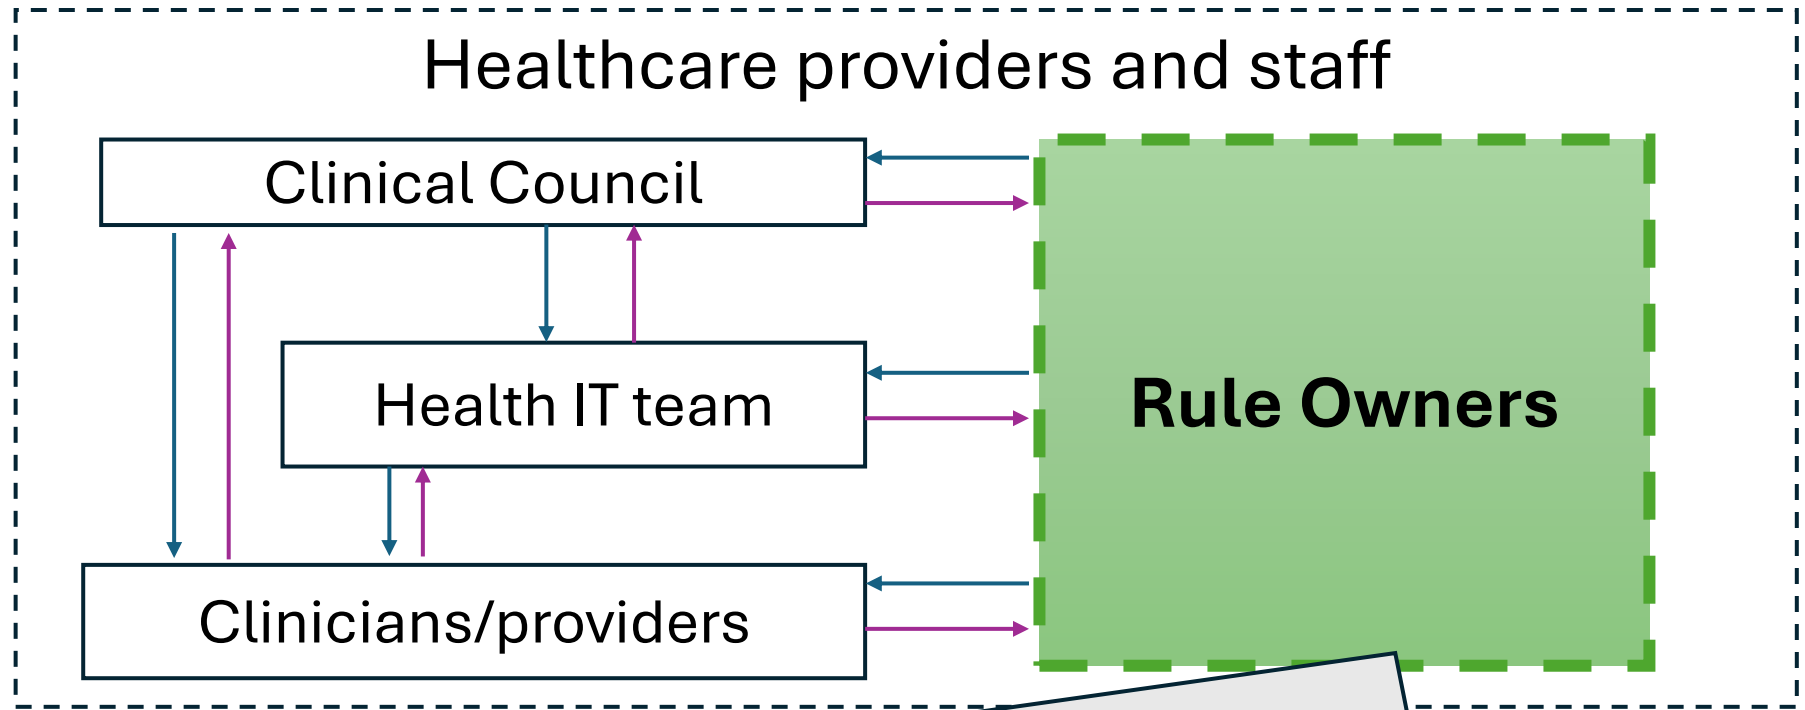 Healthcare providers and staff
Clinical Council
Health IT team
Rule Owners
Clinicians/providers